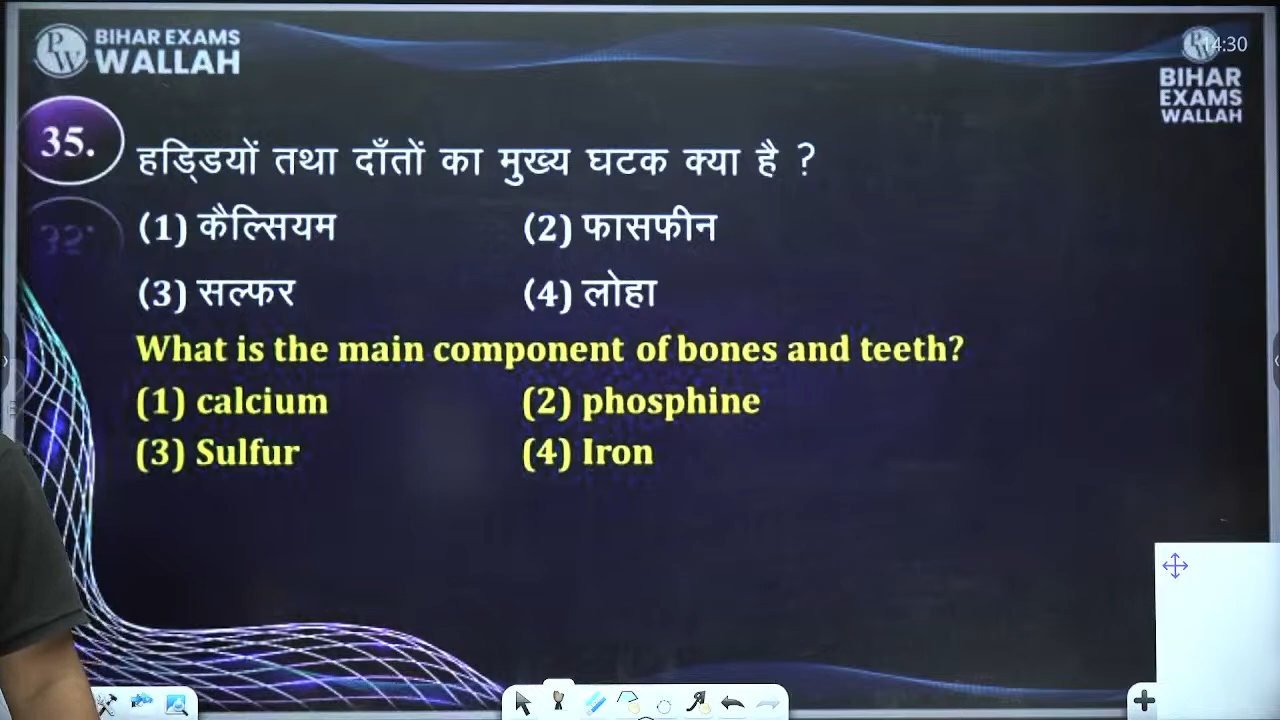 BIHAR EXAMS
WALLAH
14:30
BIHAR
EXAMS
WALLAH
35.
हड्डियों तथा दाँतों का मुख्य घटक क्या है ?
(1) कैल्सियम (2) फासफीन
(3) सल्फर (4) लोहा
What is the main component of bones and teeth?
(1) calcium (2) phosphine
(3) Sulfur (4) Iron